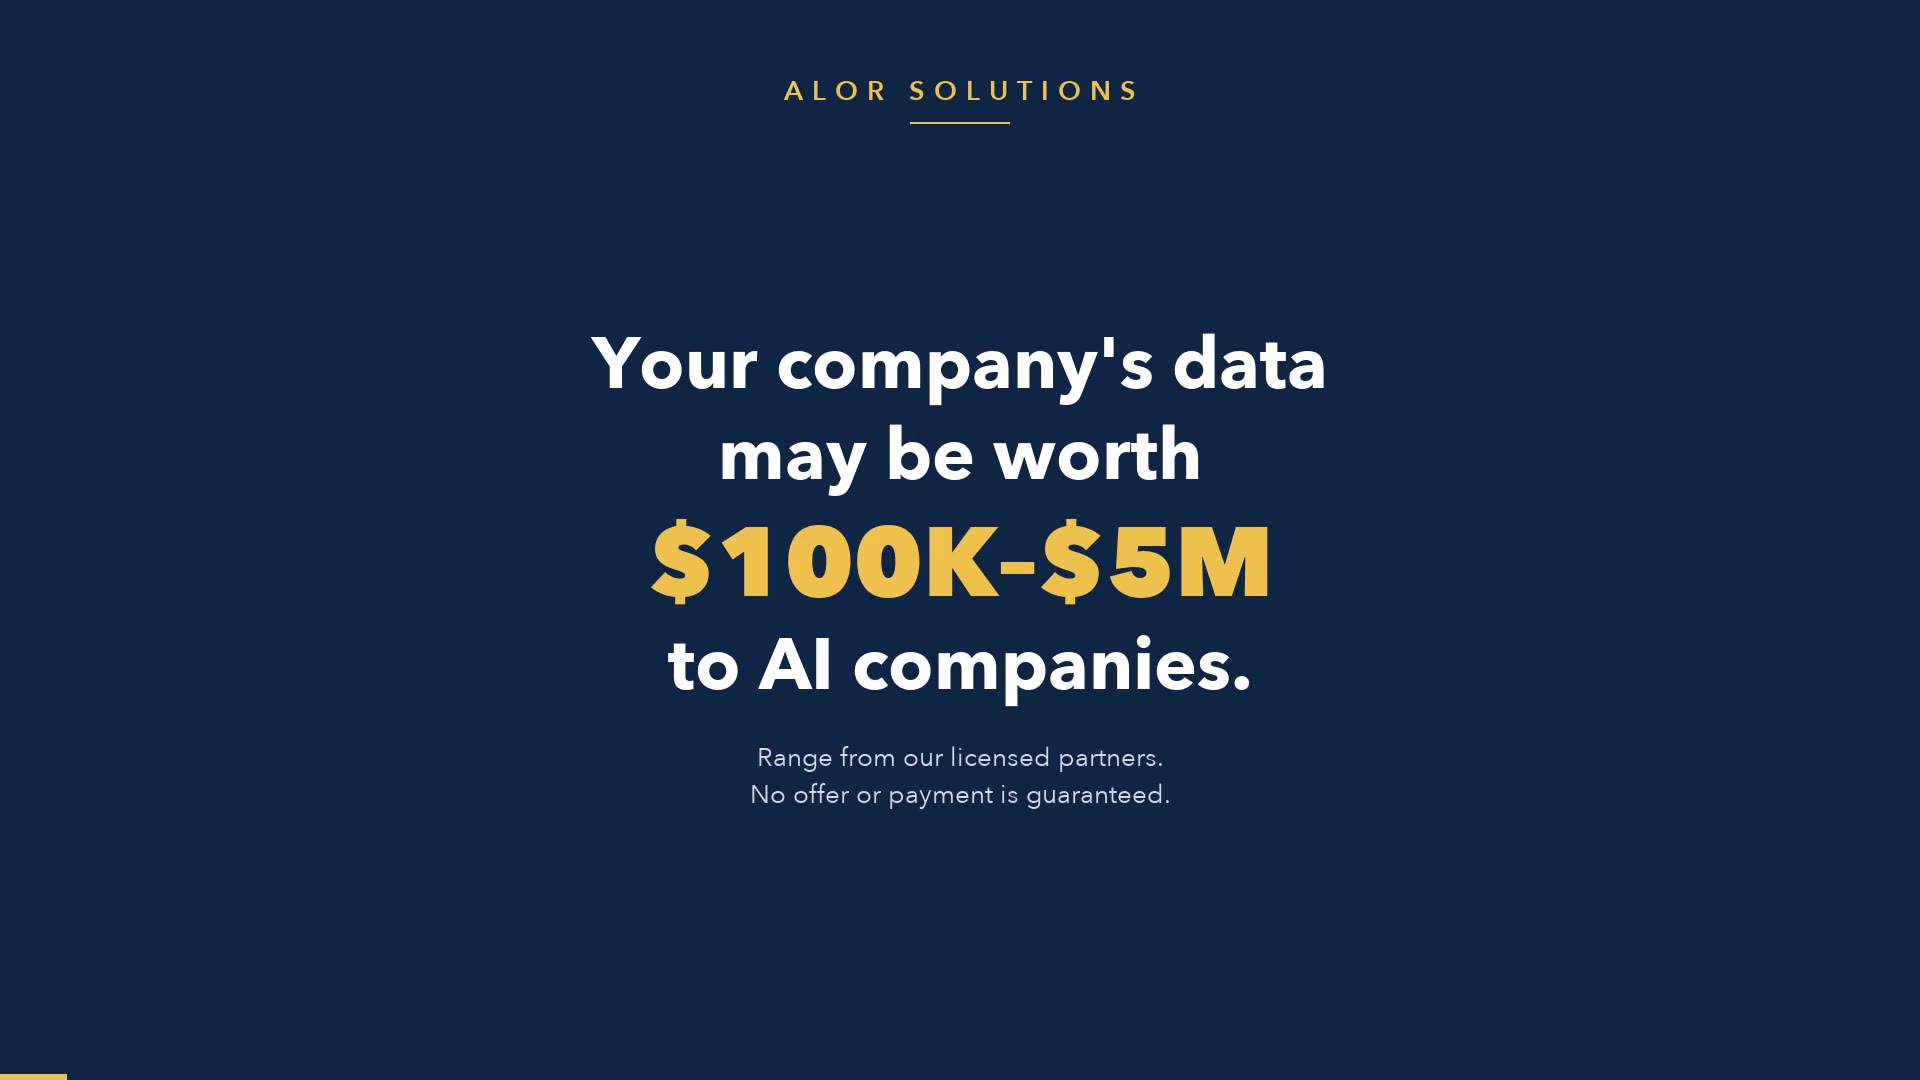 ALOR SOLUTIONS
Your company's data
may be worth
$100K–$5M
to AI companies.
Range from our licensed partners.
No offer or payment is guaranteed.